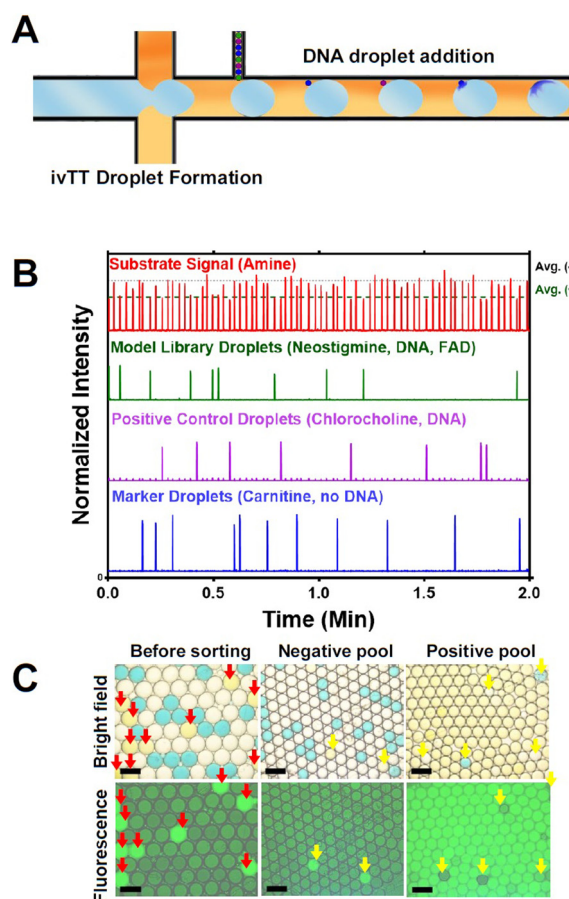 A
DNA droplet addition
ivTT Droplet Formation
B
Substrate Signal (Amine)
Avg. (
Avg. (
Model Library Droplets (Neostigmine, DNA, FAD)
Positive Control Droplets (Chlorocholine, DNA)
Marker Droplets (Carnitine, no DNA)
Normalized Intensity
0
0.0 0.5 1.0 1.5 2.0
Time (Min)
C
Before sorting Negative pool Positive pool
Bright field
Fluorescence